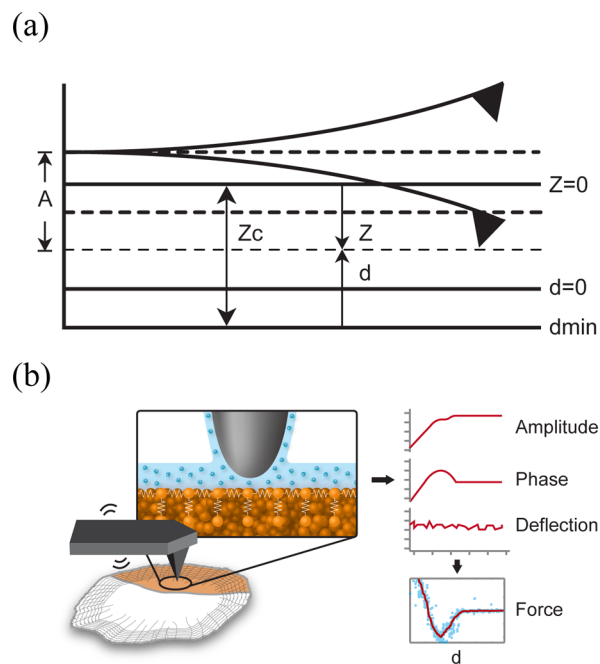 (a)
Z=0
A
Zc
Z
d
d=0
dmin
(b)
Amplitude
Phase
Deflection
Force
d